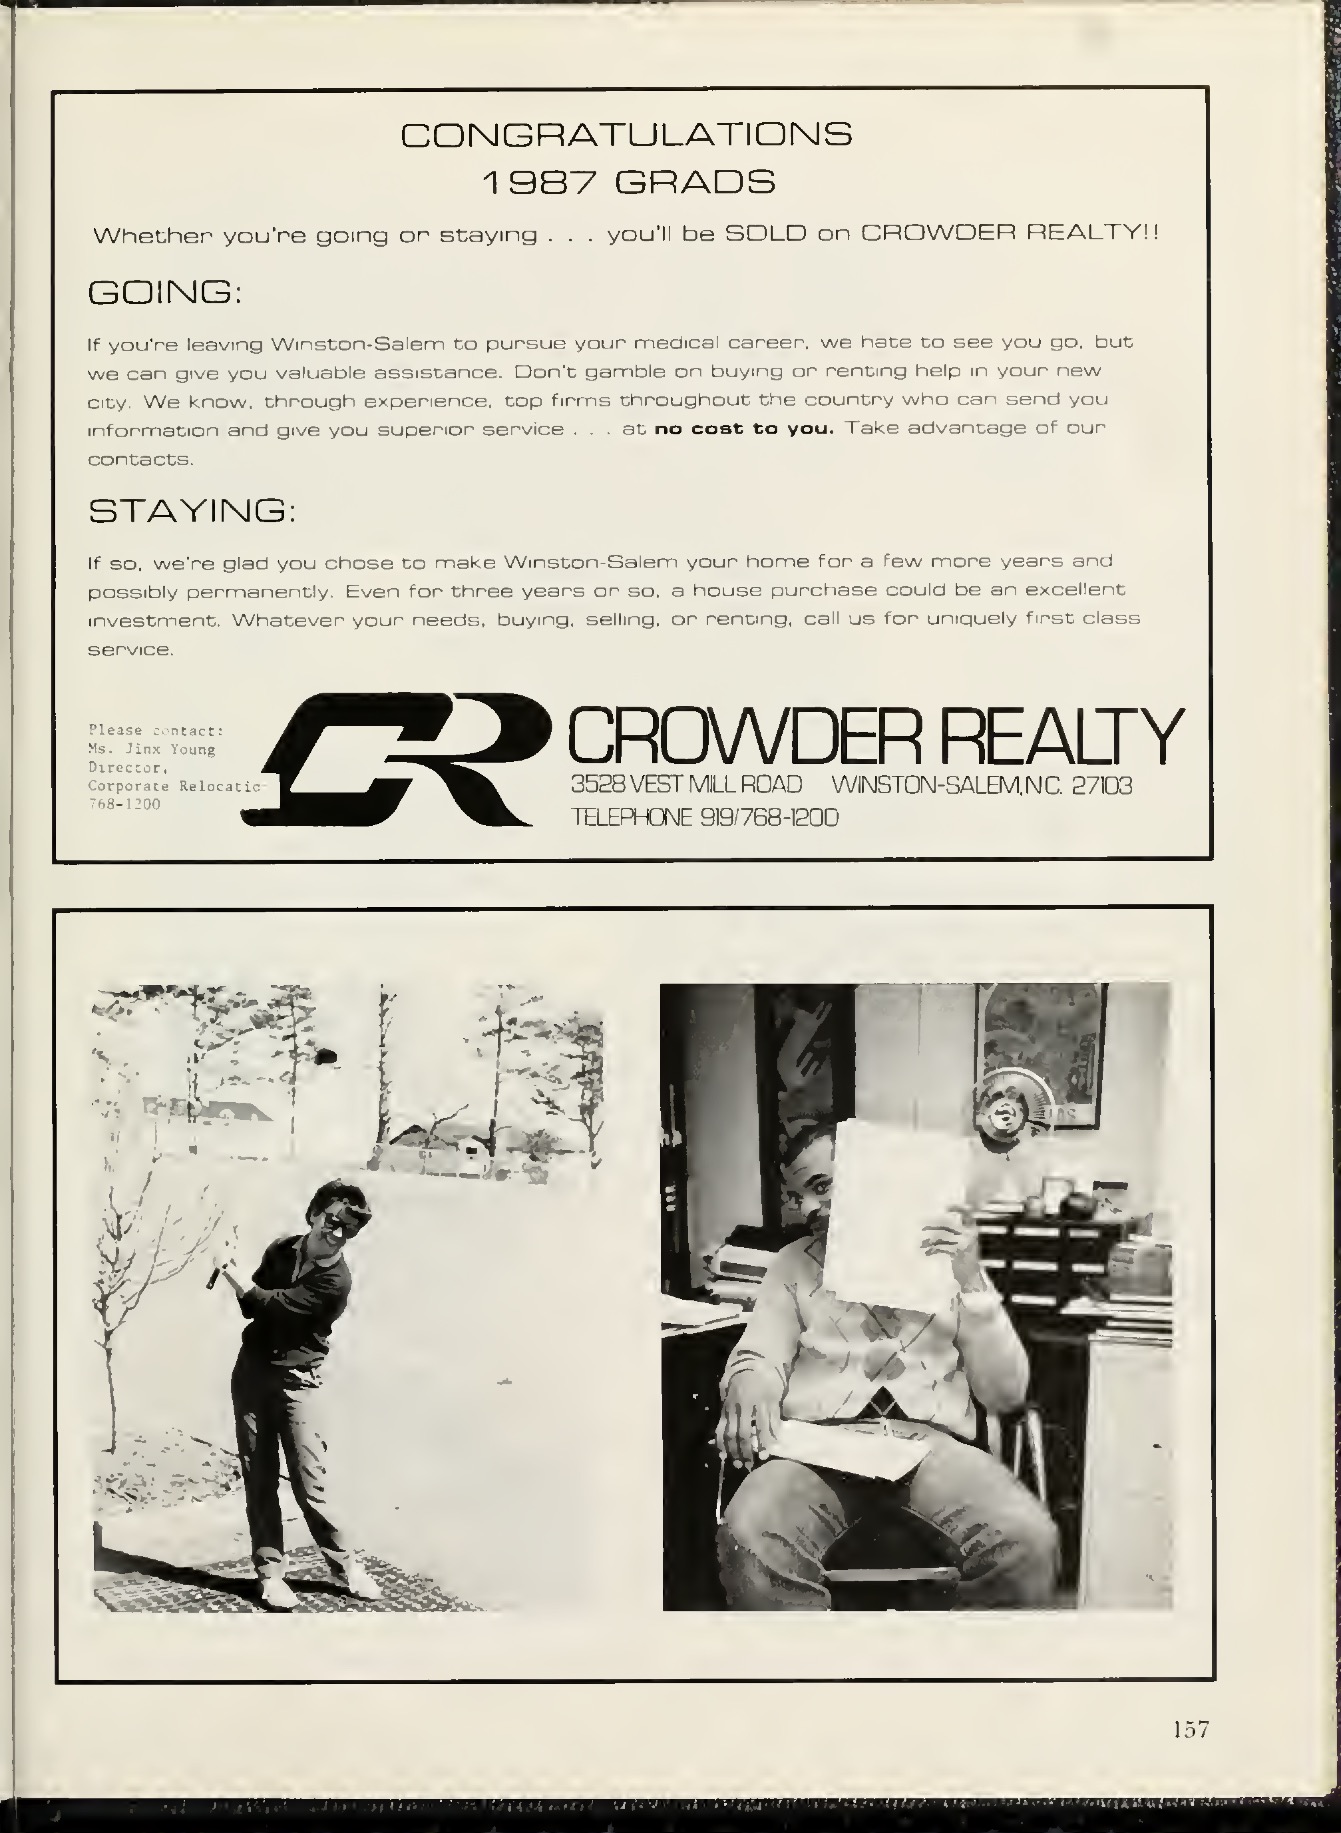 CONGRATULATIONS
1987 GRADS
Whether you're going or staying . . . you'll be SOLD on CROWDER REALTY!!
GOING:
If you're leaving Winston-Salem to pursue your medical career, we hate to see you go, but
we can give you valuable assistance. Don't gamble on buying or renting help in your new
city. We know, through experience, top firms throughout the country who can send you
information and give you superior service . . . at no cost to you. Take advantage of our
contacts.
STAYING:
If so, we're glad you chose to make Winston-Salem your home for a few more years and
possibly permanently. Even for three years or so, a house purchase could be an excellent
investment. Whatever your needs, buying, selling, or renting, call us for uniquely first class
service.
Please contact:
Ms. Jinx Young
Director,
Corporate Relocatio
768-1200
CR
CROWDER REALTY
3528 VEST MILL ROAD WINSTON-SALEM, N.C. 27103
TELEPHONE 919/768-1200
157